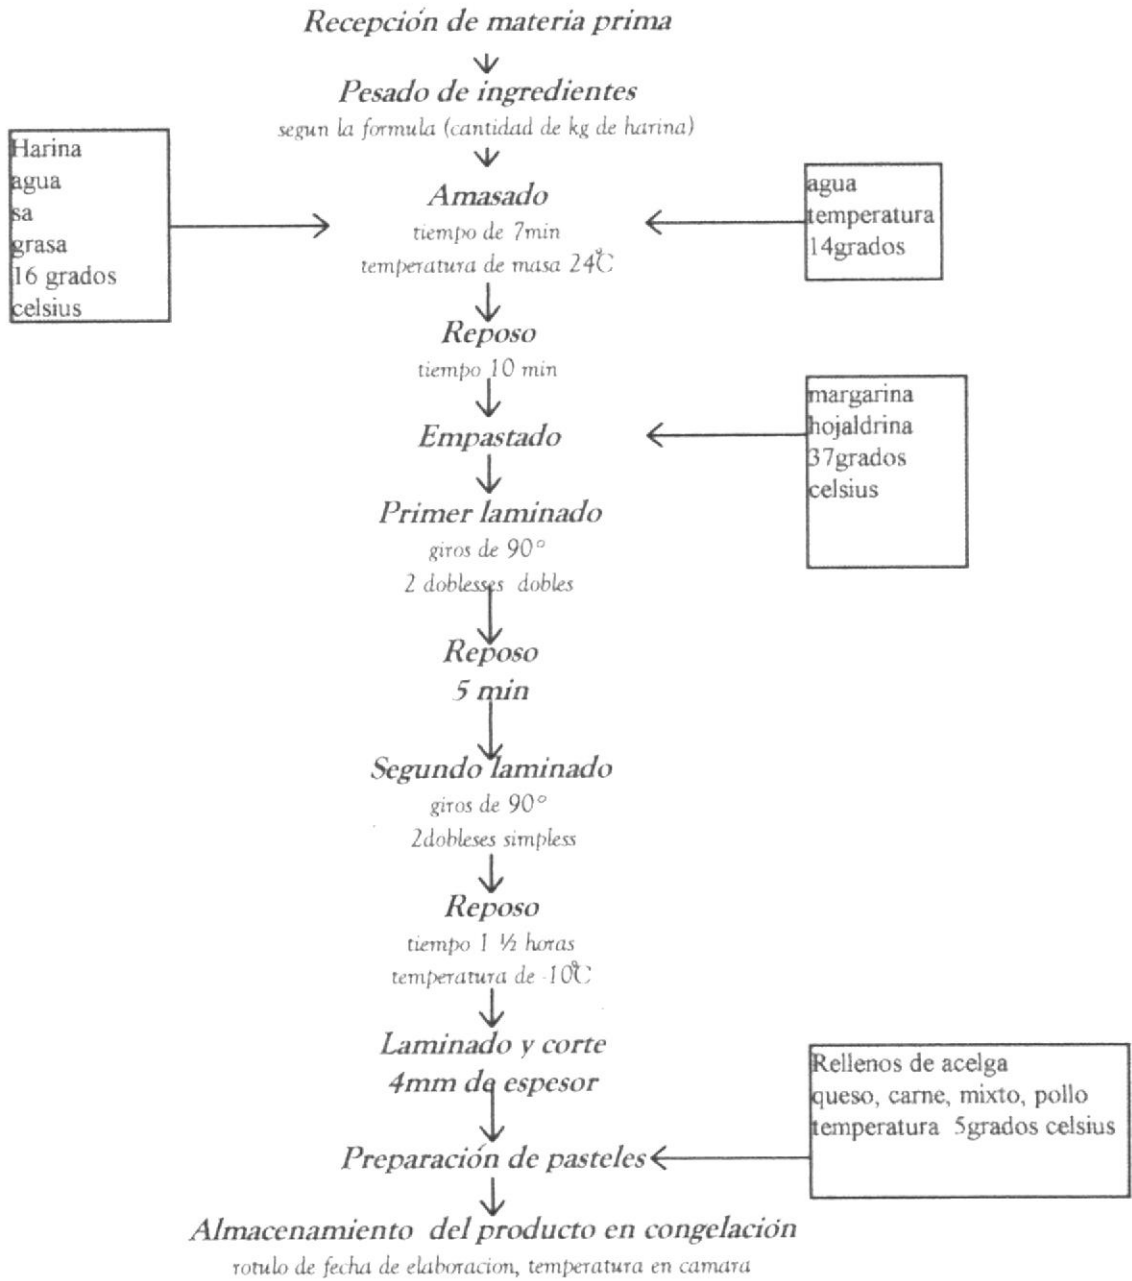 Recepción de materia prima
Pesado de ingredientes
segun la formula (cantidad de kg de harina)
Harina
agua
sa
grasa
16 grados
celsius
Amasado
tiempo de 7min
temperatura de masa 24°C
agua
temperatura
14grados
Reposo
tiempo 10 min
Empastado
margarina
hojaldrina
37grados
celsius
Primer laminado
giros de 90°
2 doblesses dobles
Reposo
5 min
Segundo laminado
giros de 90°
2dobleses simpless
Reposo
tiempo 1 ½ horas
temperatura de -10°C
Laminado y corte
4mm de espesor
Rellenos de acelga
queso, carne, mixto, pollo
temperatura 5grados celsius
Preparación de pasteles
Almacenamiento del producto en congelación
rotulo de fecha de elaboracion, temperatura en camara